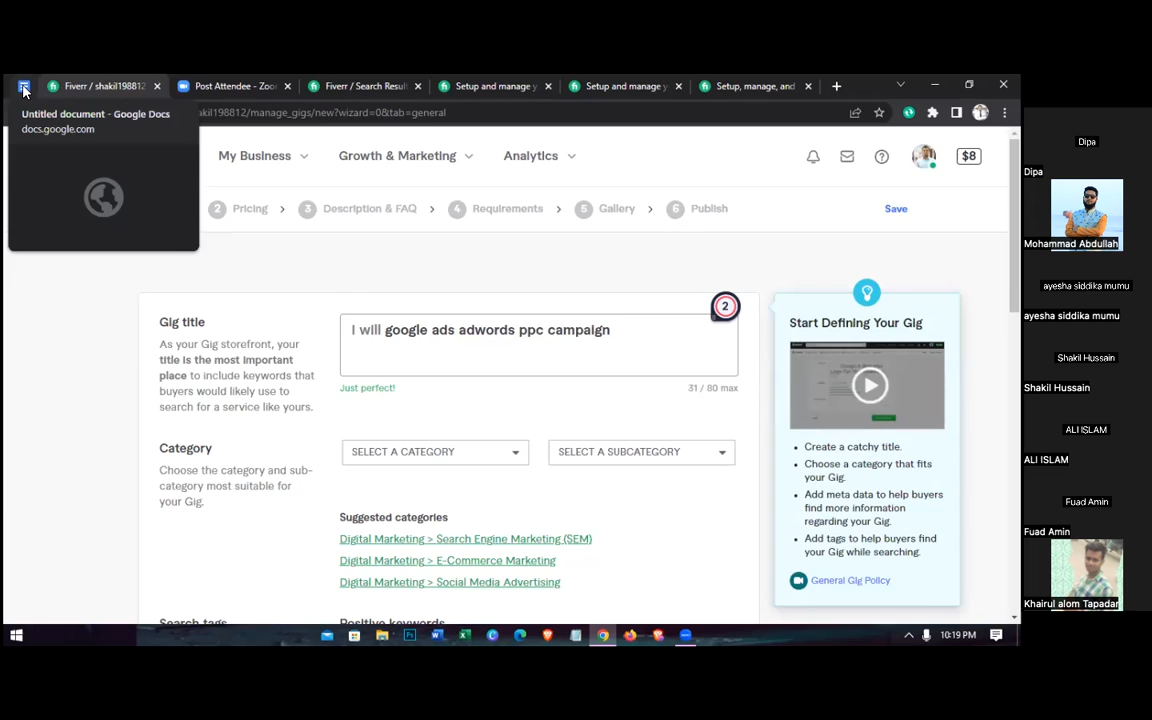 Fiverr / shakil198812
Post Attendee - Zoo
Fiverr / Search Resul
Setup and manage y
Setup and manage y
Setup, manage, and
Untitled document - Google Docs
docs.google.com
akil198812/manage_gigs/new?wizard=0&tab=general
My Business
Growth & Marketing
Analytics
$8
2 Pricing
3 Description & FAQ
4 Requirements
5 Gallery
6 Publish
Save
Gig title
As your Gig storefront, your
title is the most important
place to include keywords that
buyers would likely use to
search for a service like yours.
2
I will google ads adwords ppc campaign
Just perfect!
31 / 80 max
Category
Choose the category and sub-
category most suitable for
your Gig.
SELECT A CATEGORY
SELECT A SUBCATEGORY
Suggested categories
Digital Marketing > Search Engine Marketing (SEM)
Digital Marketing > E-Commerce Marketing
Digital Marketing > Social Media Advertising
Search tags
Positive keywords
Start Defining Your Gig
Create a catchy title.
Choose a category that fits
your Gig.
Add meta data to help buyers
find more information
regarding your Gig.
Add tags to help buyers find
your Gig while searching.
General Gig Policy
10:19 PM
Dipa
Dipa
Mohammad Abdullah
ayesha siddika mumu
ayesha siddika mumu
Shakil Hussain
Shakil Hussain
ALI ISLAM
ALI ISLAM
Fuad Amin
Fuad Amin
Khairul alom Tapadar